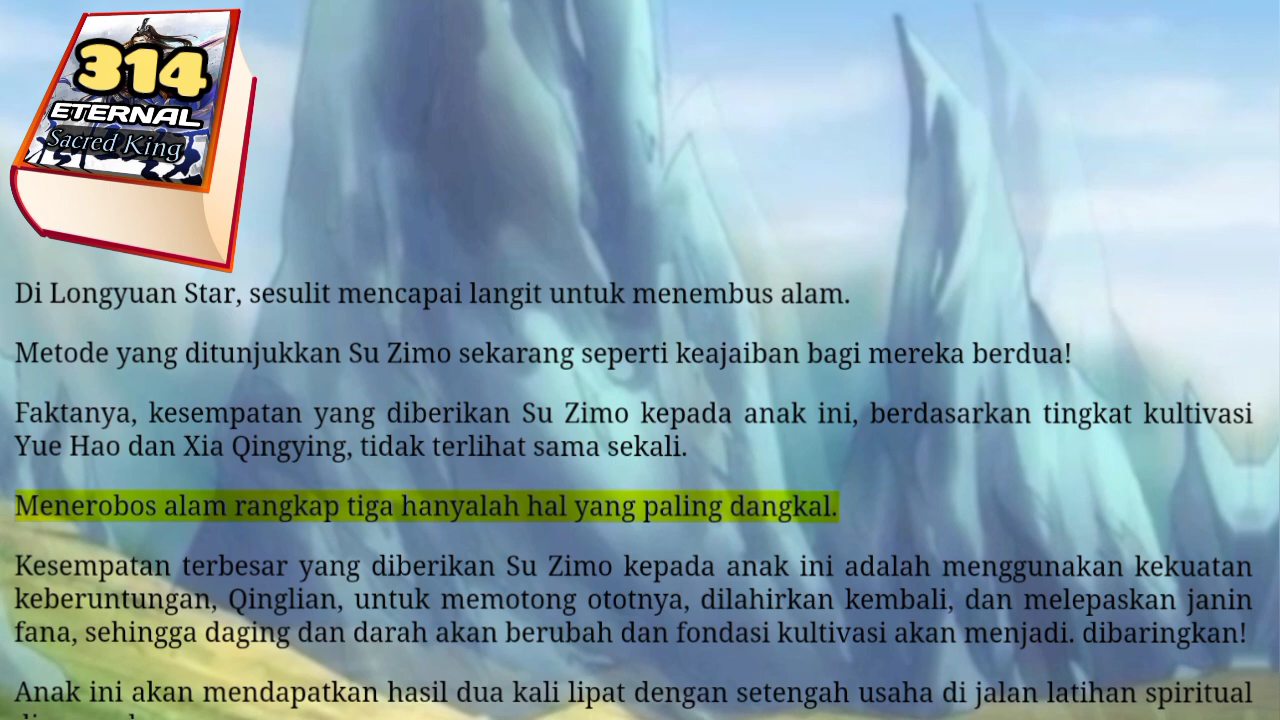 314
ETERNAL
Sacred King
Di Longyuan Star, sesulit mencapai langit untuk menembus alam.
Metode yang ditunjukkan Su Zimo sekarang seperti keajaiban bagi mereka berdua!
Faktanya, kesempatan yang diberikan Su Zimo kepada anak ini, berdasarkan tingkat kultivasi
Yue Hao dan Xia Qingying, tidak terlihat sama sekali.
Menerobos alam rangkap tiga hanyalah hal yang paling dangkal.
Kesempatan terbesar yang diberikan Su Zimo kepada anak ini adalah menggunakan kekuatan
keberuntungan, Qinglian, untuk memotong ototnya, dilahirkan kembali, dan melepaskan janin
fana, sehingga daging dan darah akan berubah dan fondasi kultivasi akan menjadi. dibaringkan!
Anak ini akan mendapatkan hasil dua kali lipat dengan setengah usaha di jalan latihan spiritual